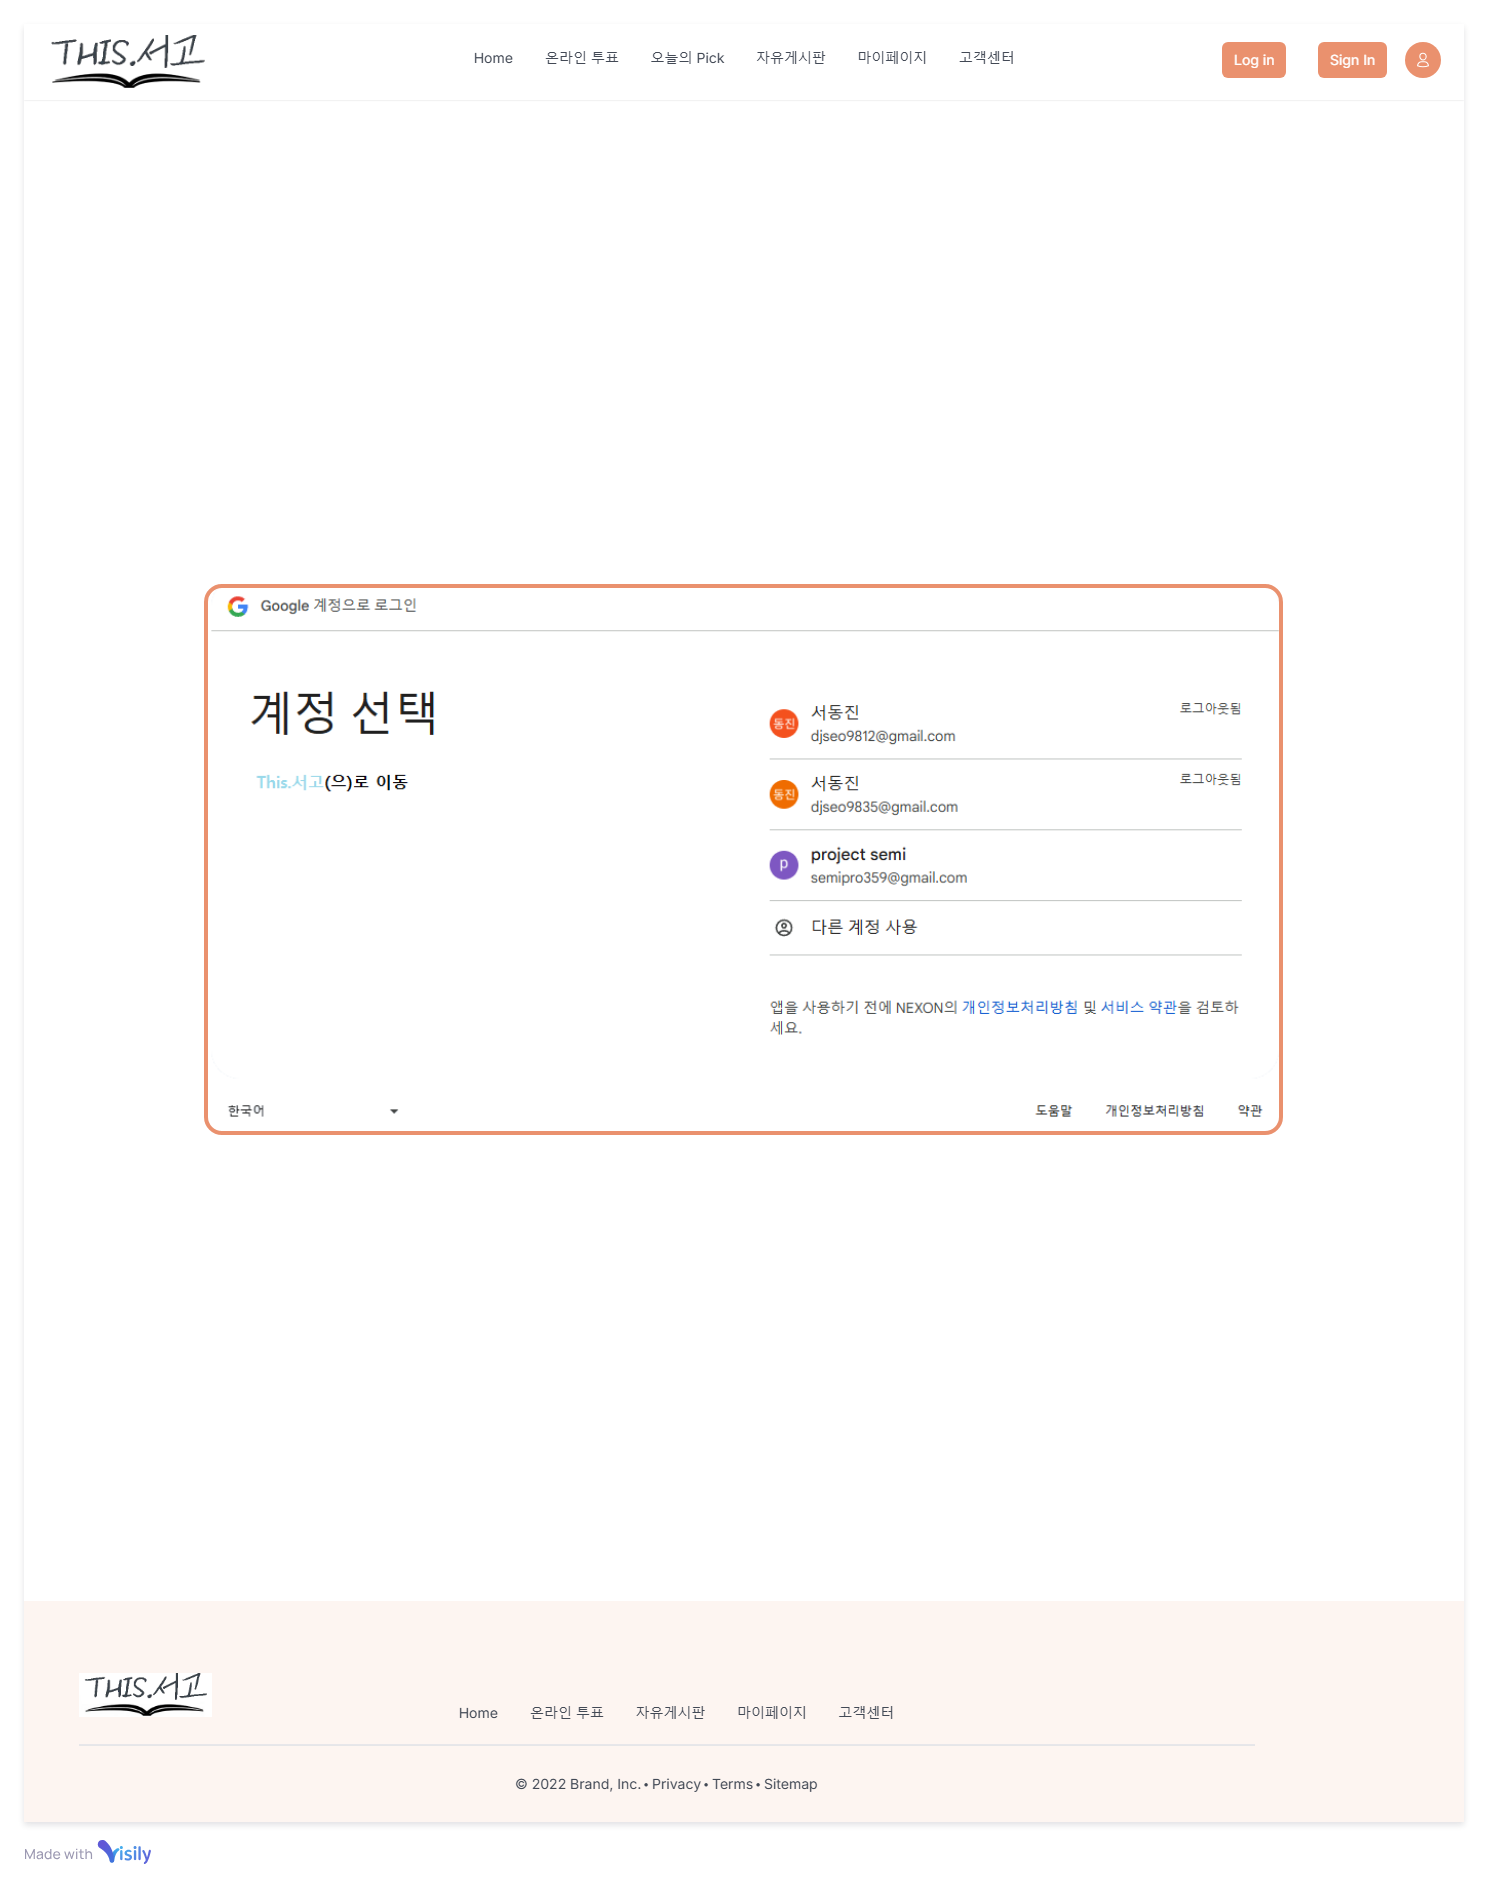 THIS.서고
Home 온라인 투표 오늘의 Pick 자유게시판 마이페이지 고객센터
Log in
Sign In
Google 계정으로 로그인
계정 선택
This.서고(으)로 이동
동진
서동진
로그아웃됨
djseo9812@gmail.com
동진
서동진
로그아웃됨
djseo9835@gmail.com
p
project semi
semipro359@gmail.com
다른 계정 사용
앱을 사용하기 전에 NEXON의 개인정보처리방침 및 서비스 약관을 검토하
세요.
한국어
도움말 개인정보처리방침 약관
THIS.서고
Home 온라인 투표 자유게시판 마이페이지 고객센터
© 2022 Brand, Inc. • Privacy • Terms • Sitemap
Made with Visily